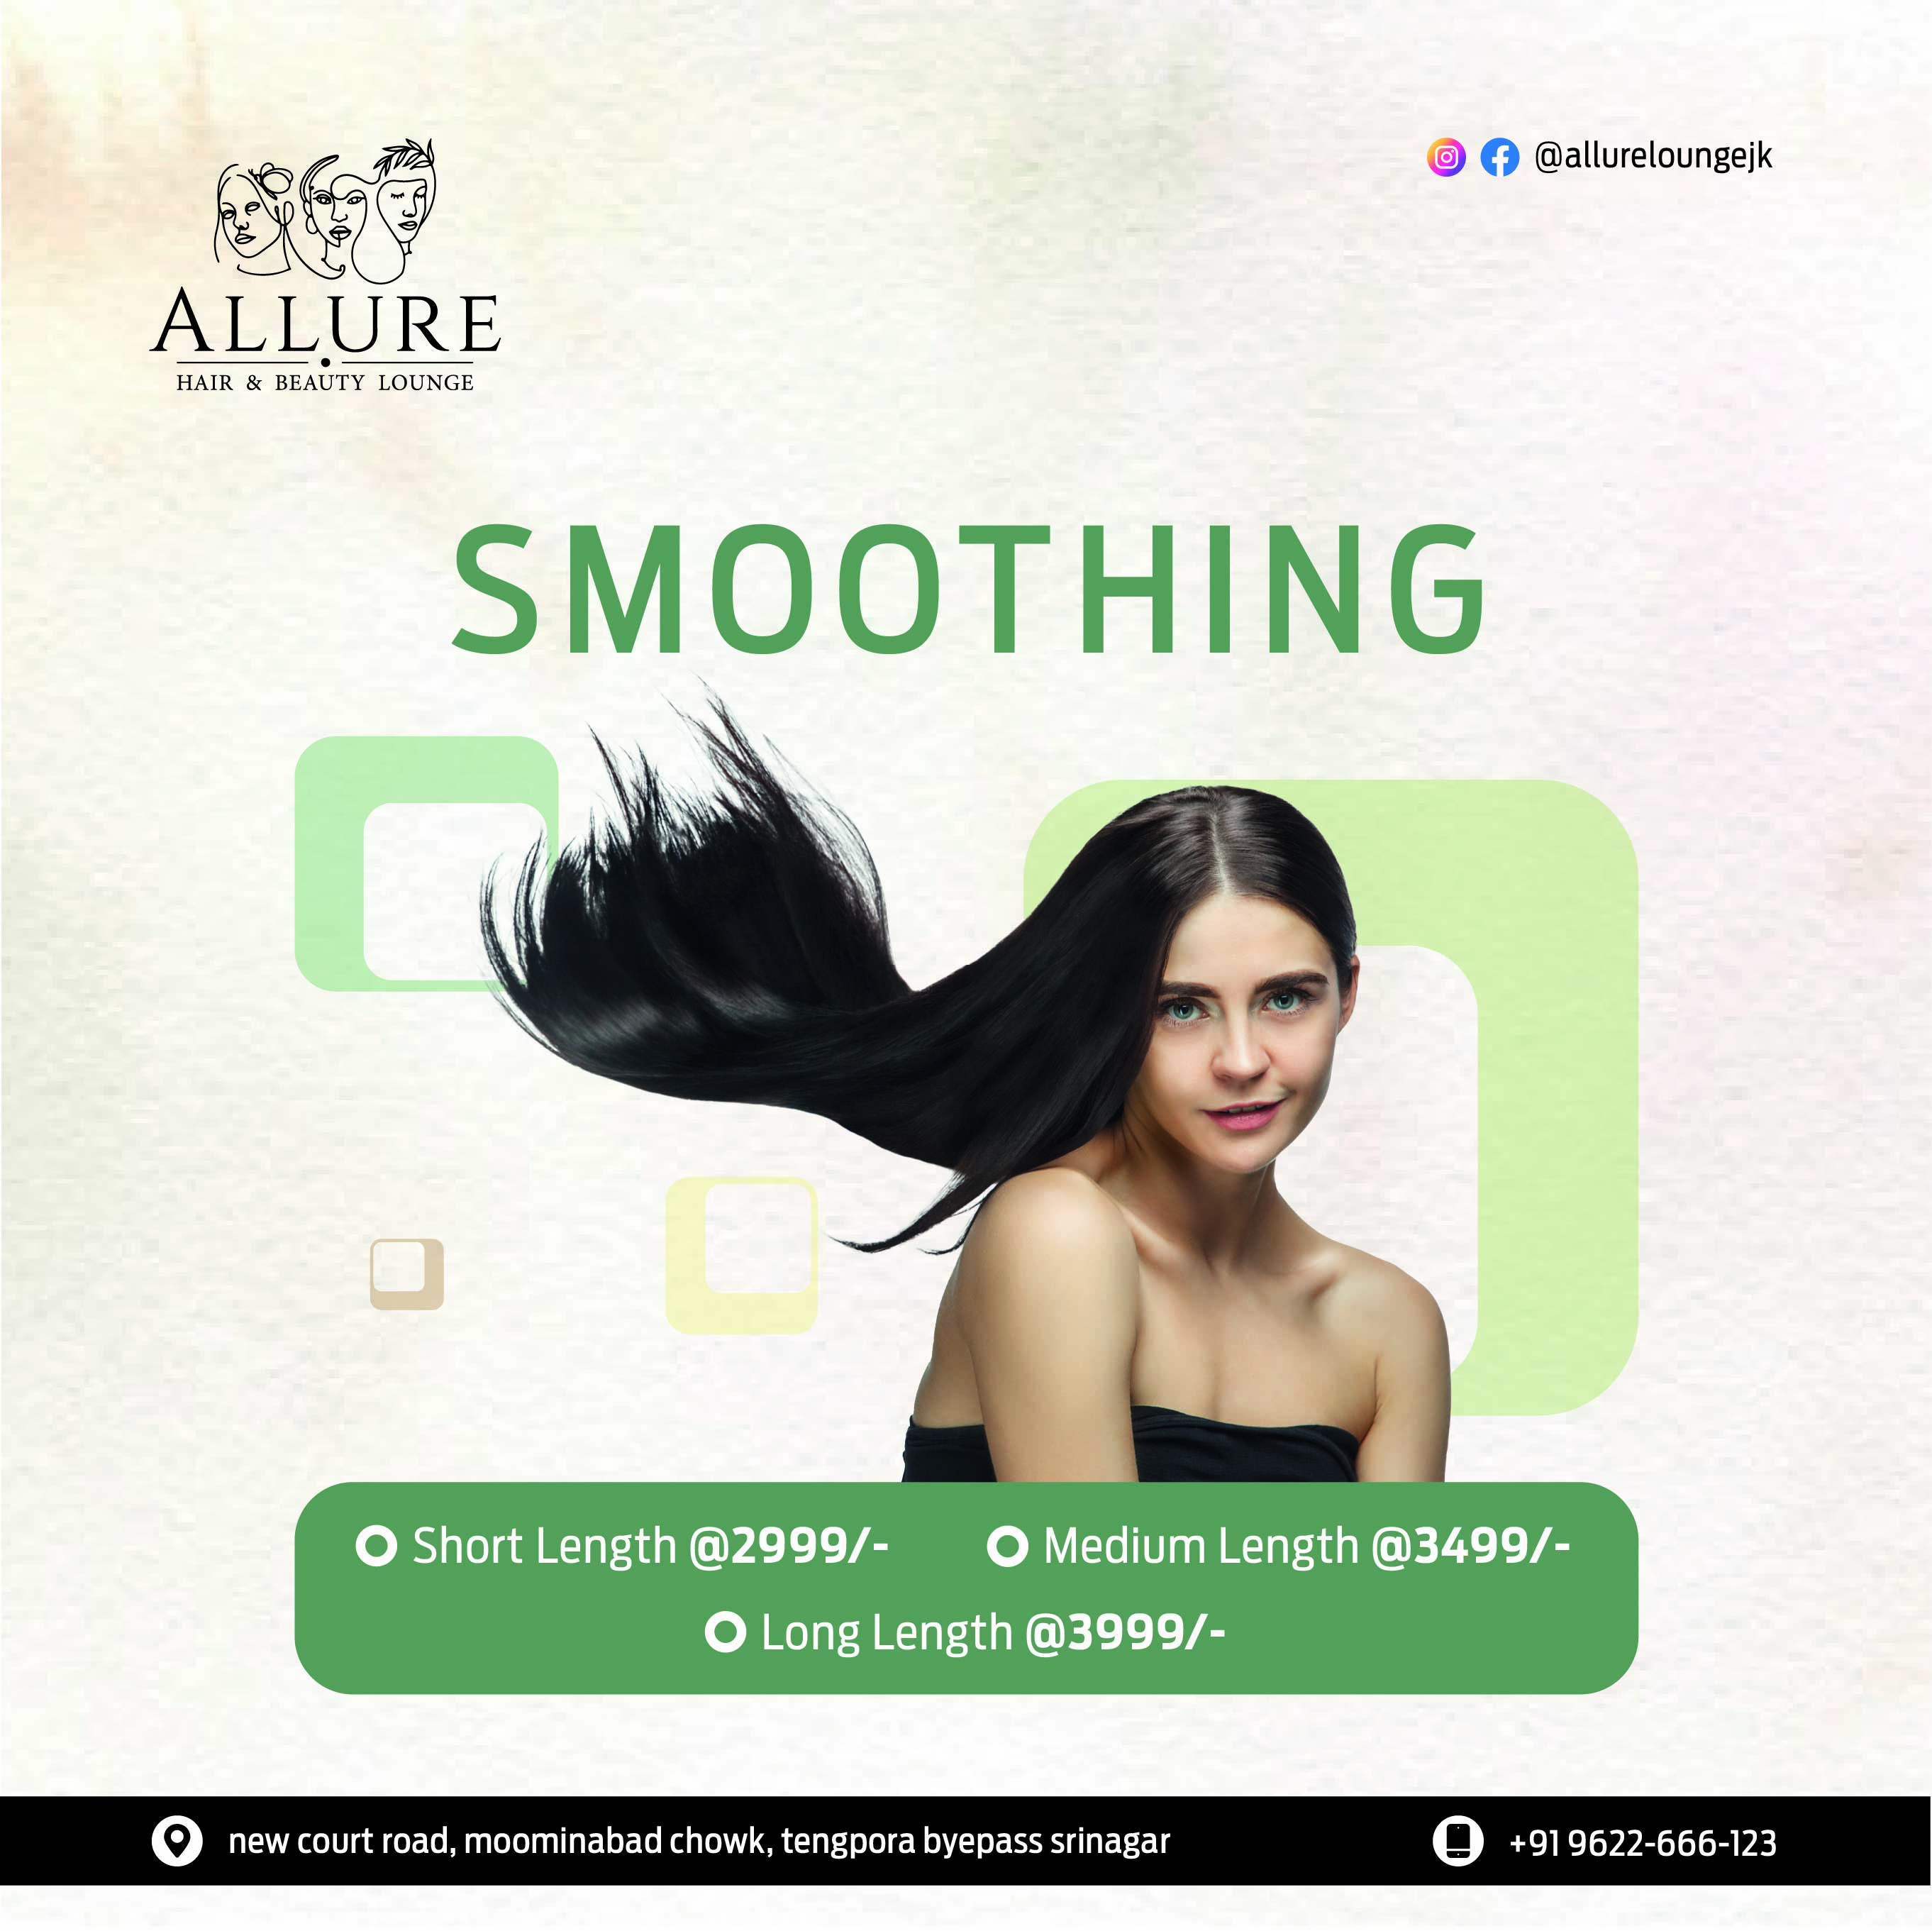 ALLURE
HAIR & BEAUTY LOUNGE
@allureloungejk
SMOOTHING
Short Length @2999/-
Medium Length @3499/-
Long Length @3999/-
new court road, moominabad chowk, tengpora byepass srinagar
+91 9622-666-123